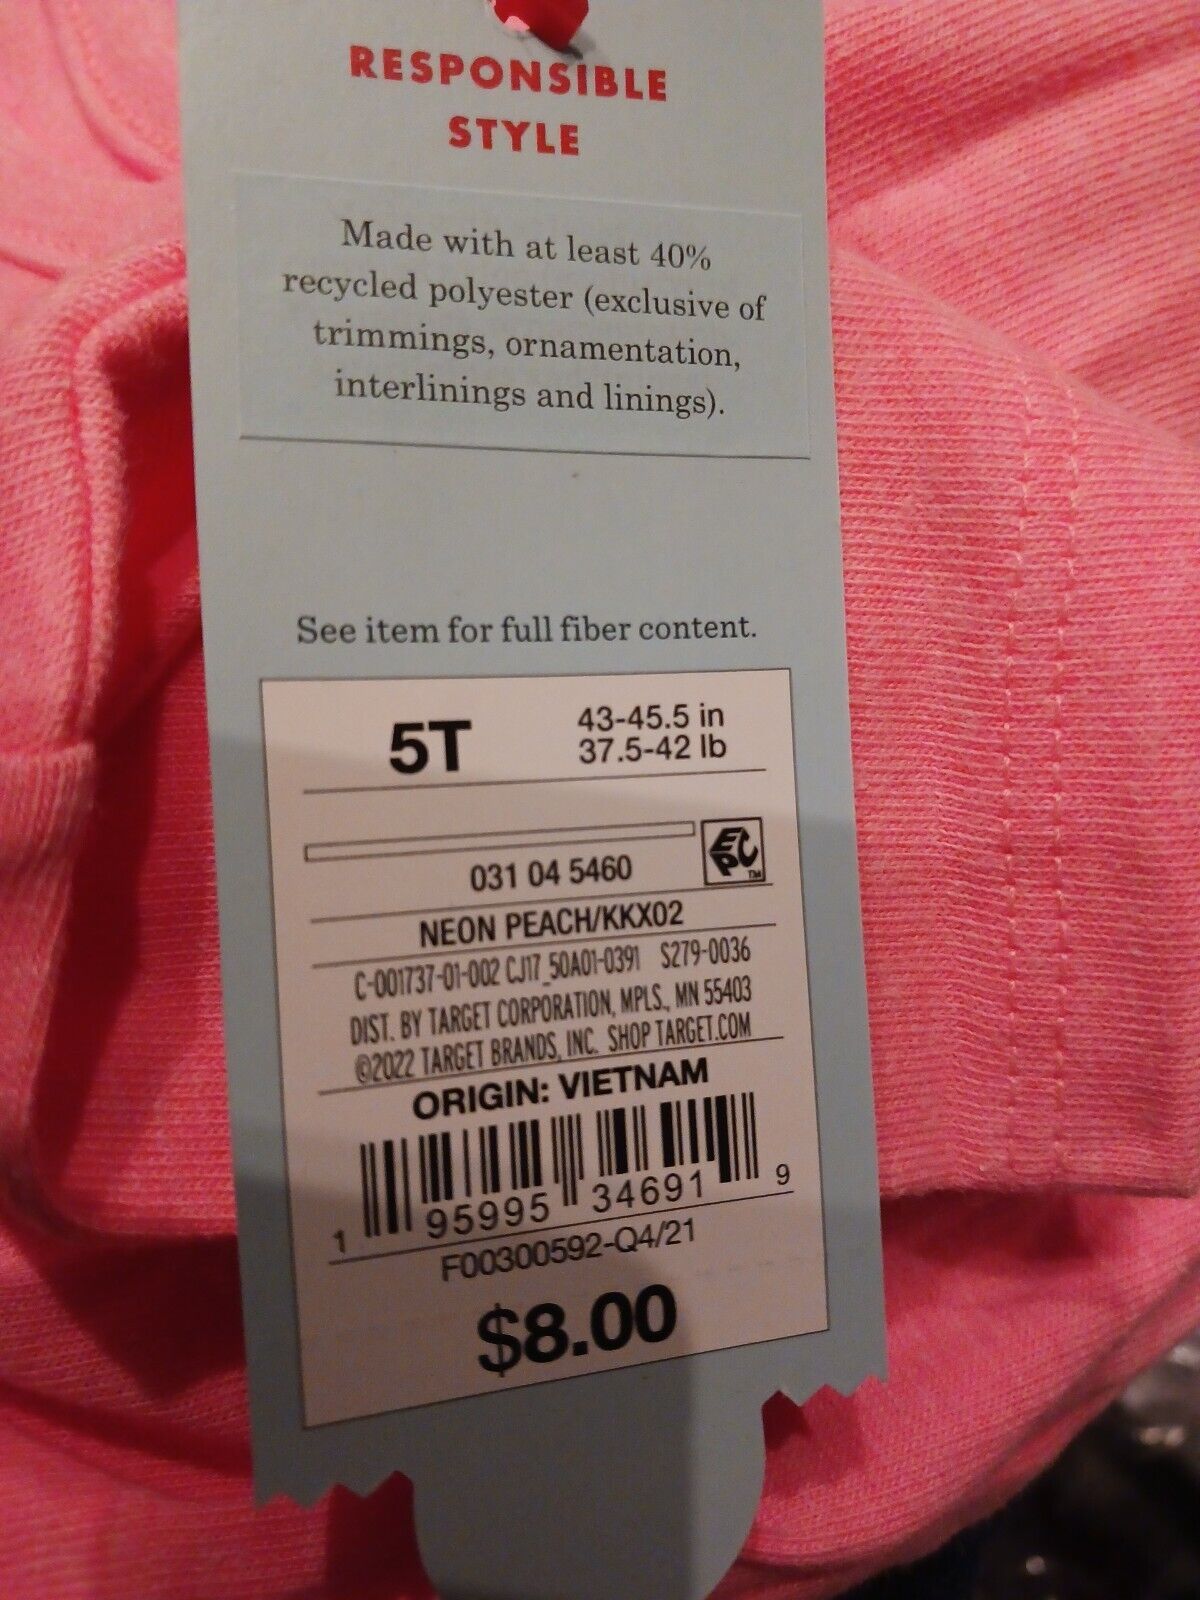 RESPONSIBLE
STYLE
Made with at least 40%
recycled polyester (exclusive of
trimmings, ornamentation,
interlinings and linings).
See item for full fiber content.
5T
43-45.5 in
37.5-42 lb
EPC™
031 04 5460
NEON PEACH/KKX02
C-001737-01-002 CJ17_50A01-0391 S279-0036
DIST. BY TARGET CORPORATION, MPLS., MN 55403
©2022 TARGET BRANDS, INC. SHOP TARGET.COM
ORIGIN: VIETNAM
1 95995 34691 9
F00300592-Q4/21
$8.00